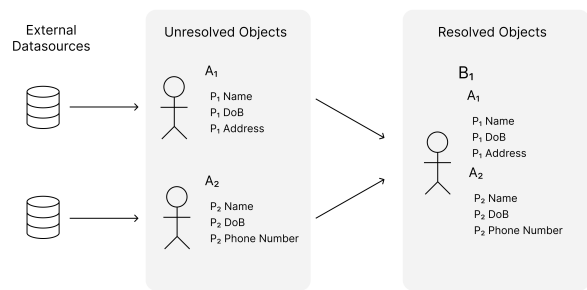 External
Datasources
Unresolved Objects
A₁
P₁ Name
P₁ DoB
P₁ Address
A₂
P₂ Name
P₂ DoB
P₂ Phone Number
Resolved Objects
B₁
A₁
P₁ Name
P₁ DoB
P₁ Address
A₂
P₂ Name
P₂ DoB
P₂ Phone Number